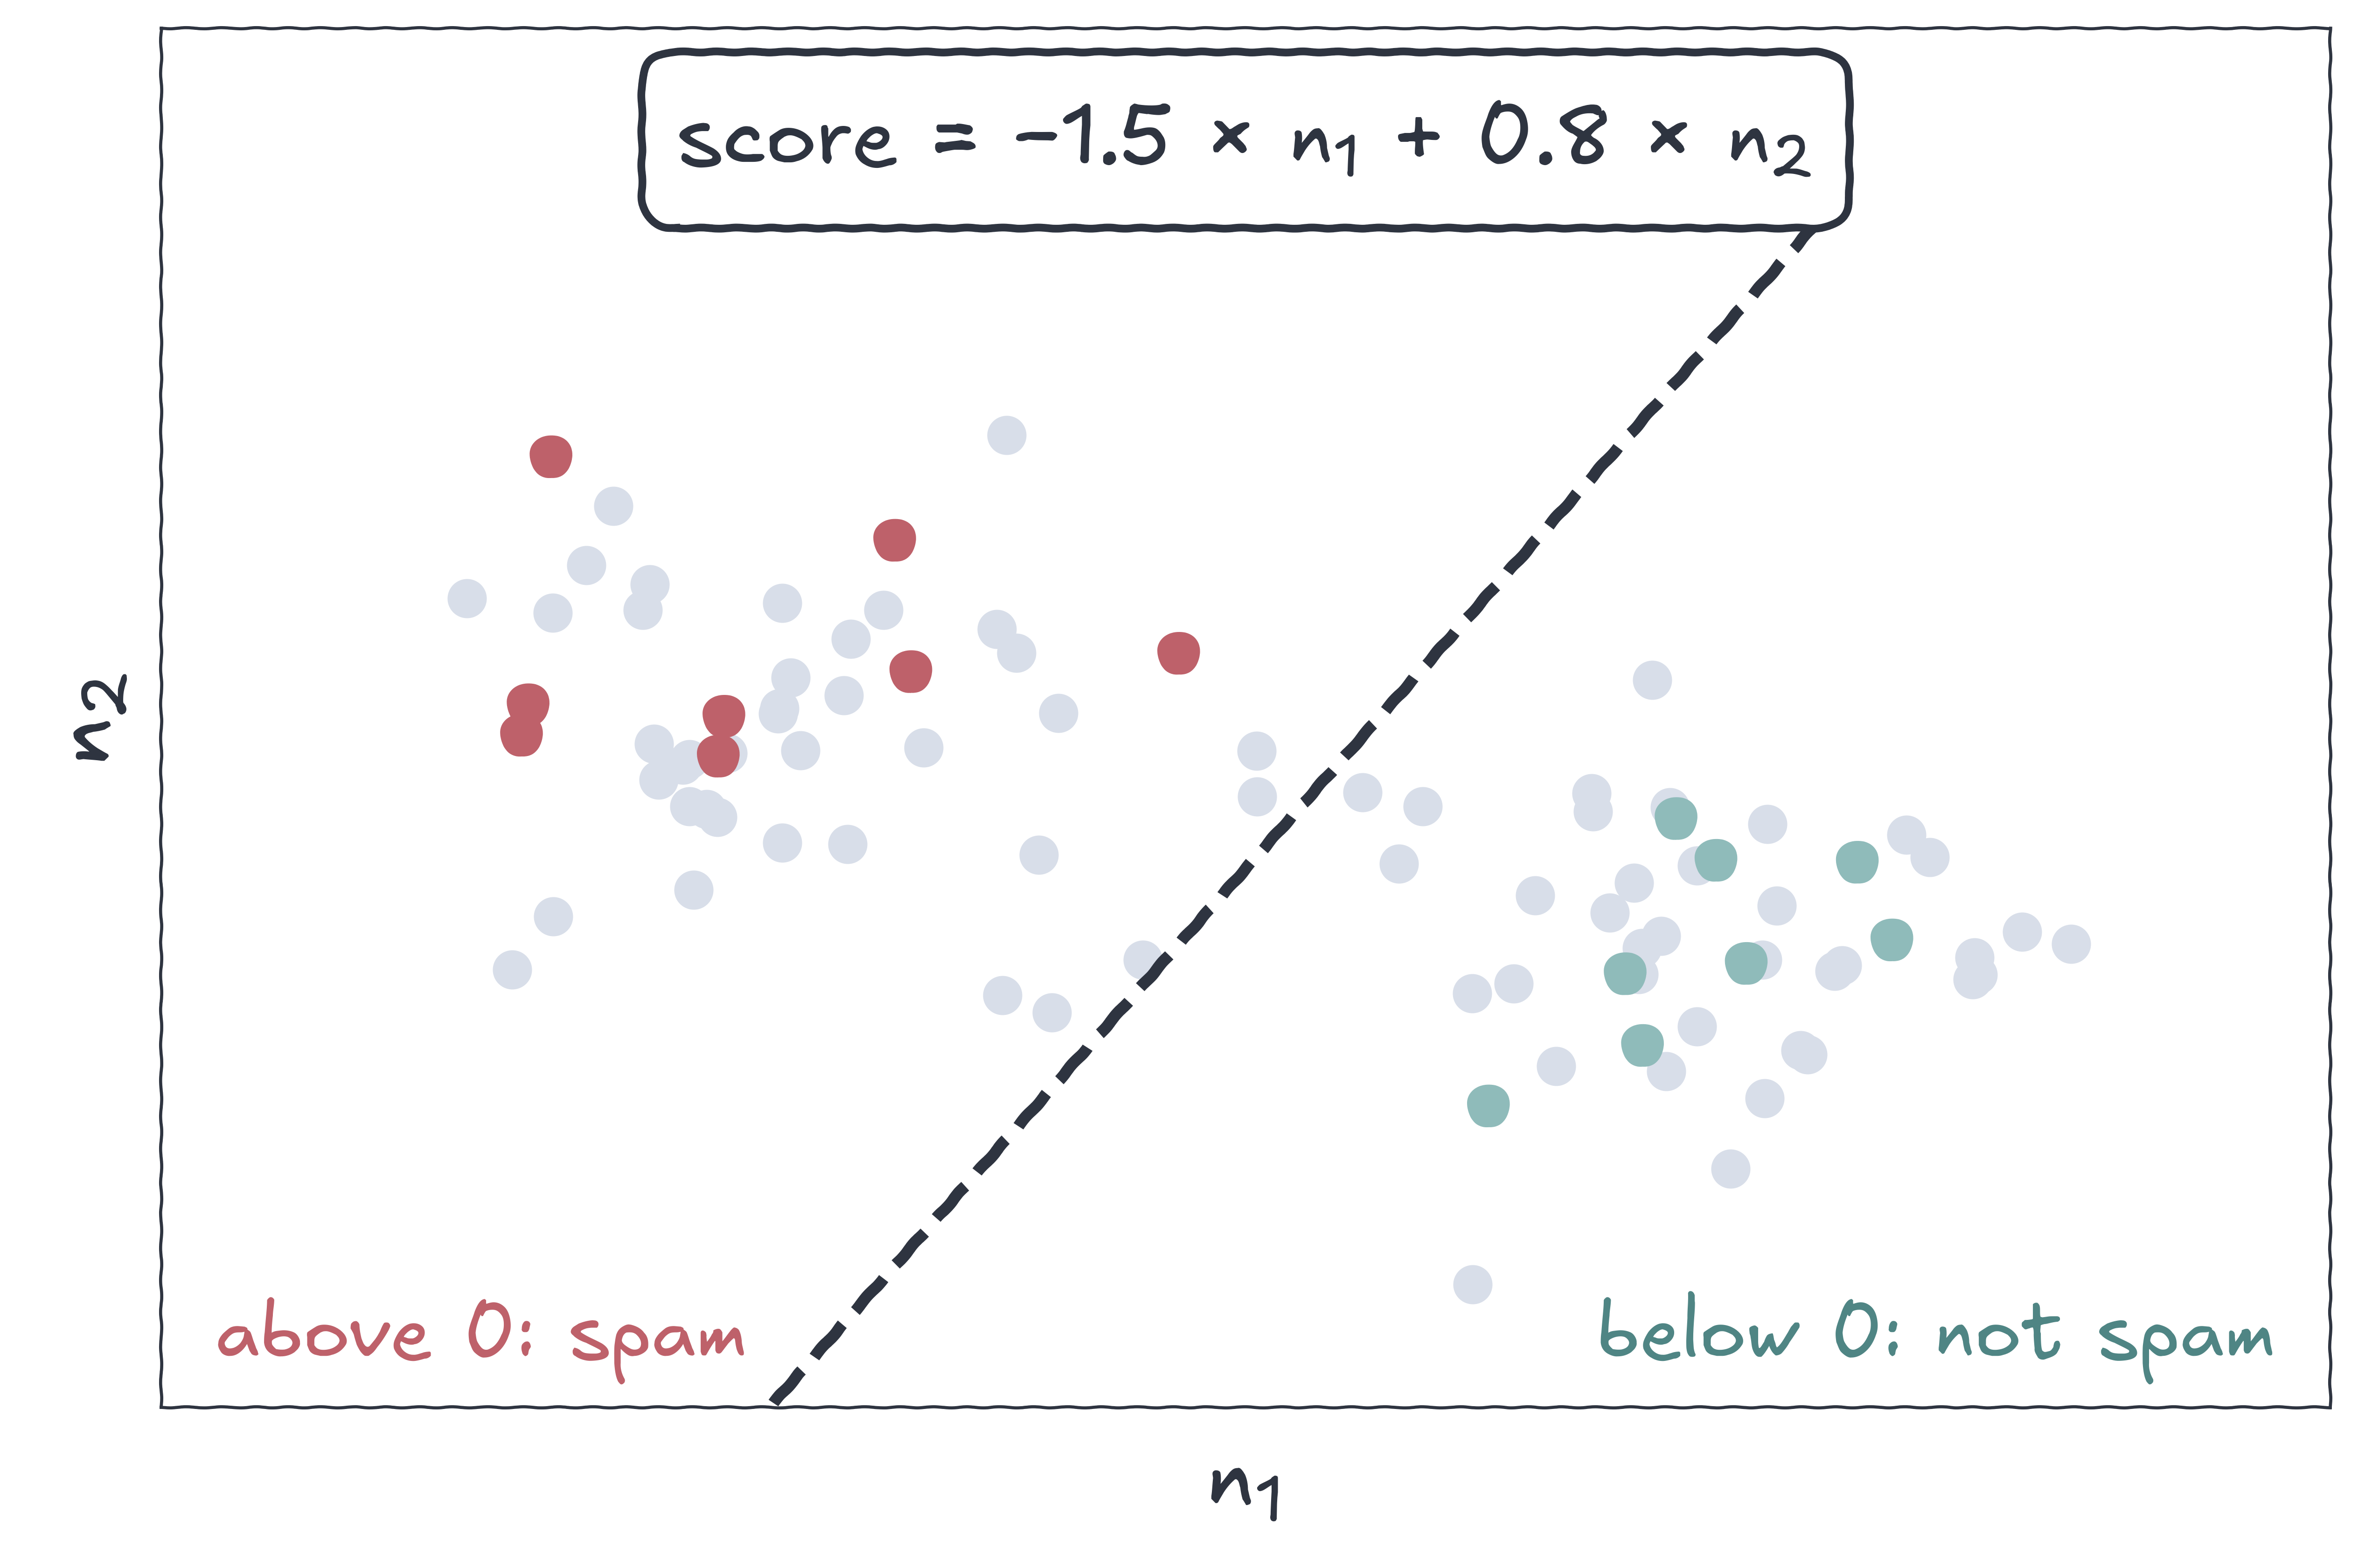 score = -1.5 × n1 + 0.8 × n2
n2
above 0: spam
below 0: not spam
n1